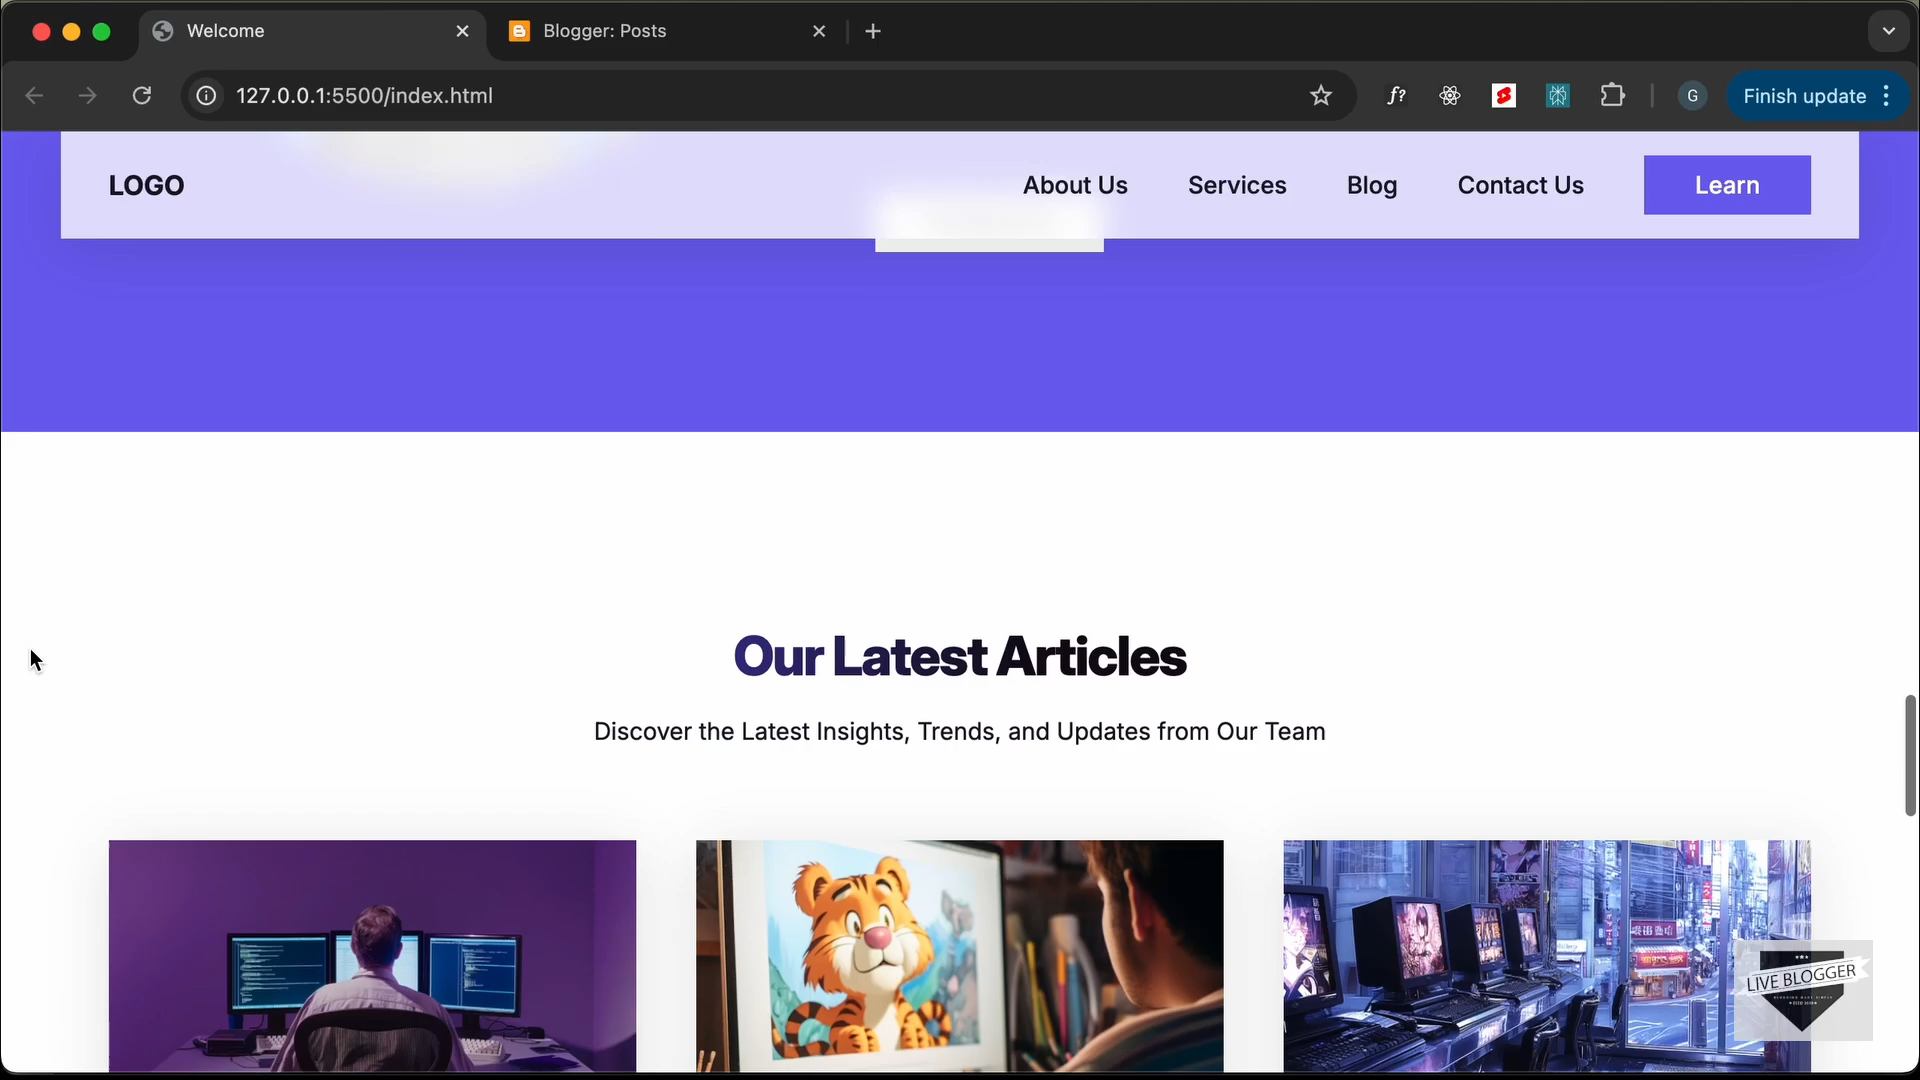 Welcome
Blogger: Posts
127.0.0.1:5500/index.html
f?
G
Finish update
LOGO
About Us
Services
Blog
Contact Us
Learn
Our Latest Articles
Discover the Latest Insights, Trends, and Updates from Our Team
LIVE BLOGGER